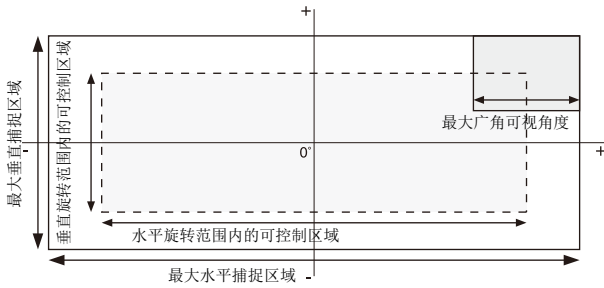 +
最大垂直捕捉区域
垂直旋转范围内的可控制区域
最大广角可视角度
-
0°
+
水平旋转范围内的可控制区域
最大水平捕捉区域
-